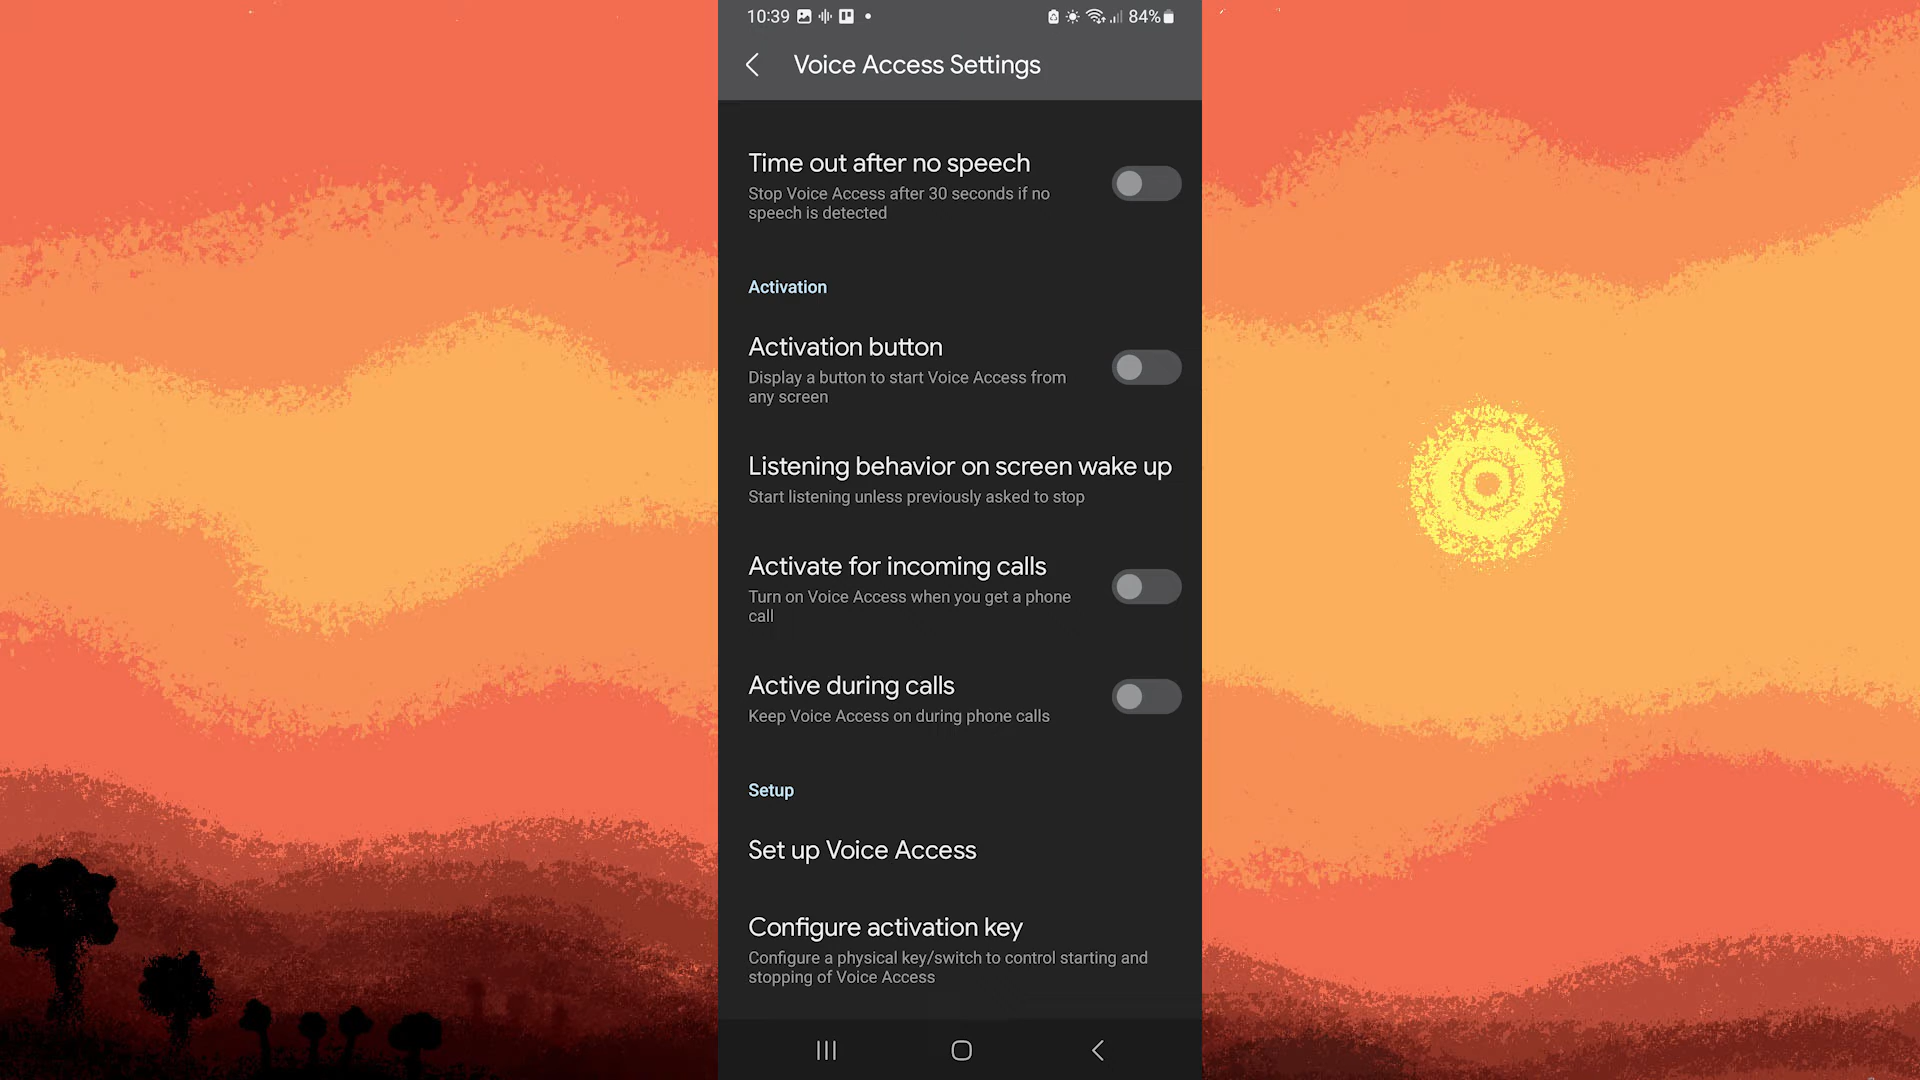 10:39
84%
Voice Access Settings
Time out after no speech
Stop Voice Access after 30 seconds if no
speech is detected
Activation
Activation button
Display a button to start Voice Access from
any screen
Listening behavior on screen wake up
Start listening unless previously asked to stop
Activate for incoming calls
Turn on Voice Access when you get a phone
call
Active during calls
Keep Voice Access on during phone calls
Setup
Set up Voice Access
Configure activation key
Configure a physical key/switch to control starting and
stopping of Voice Access